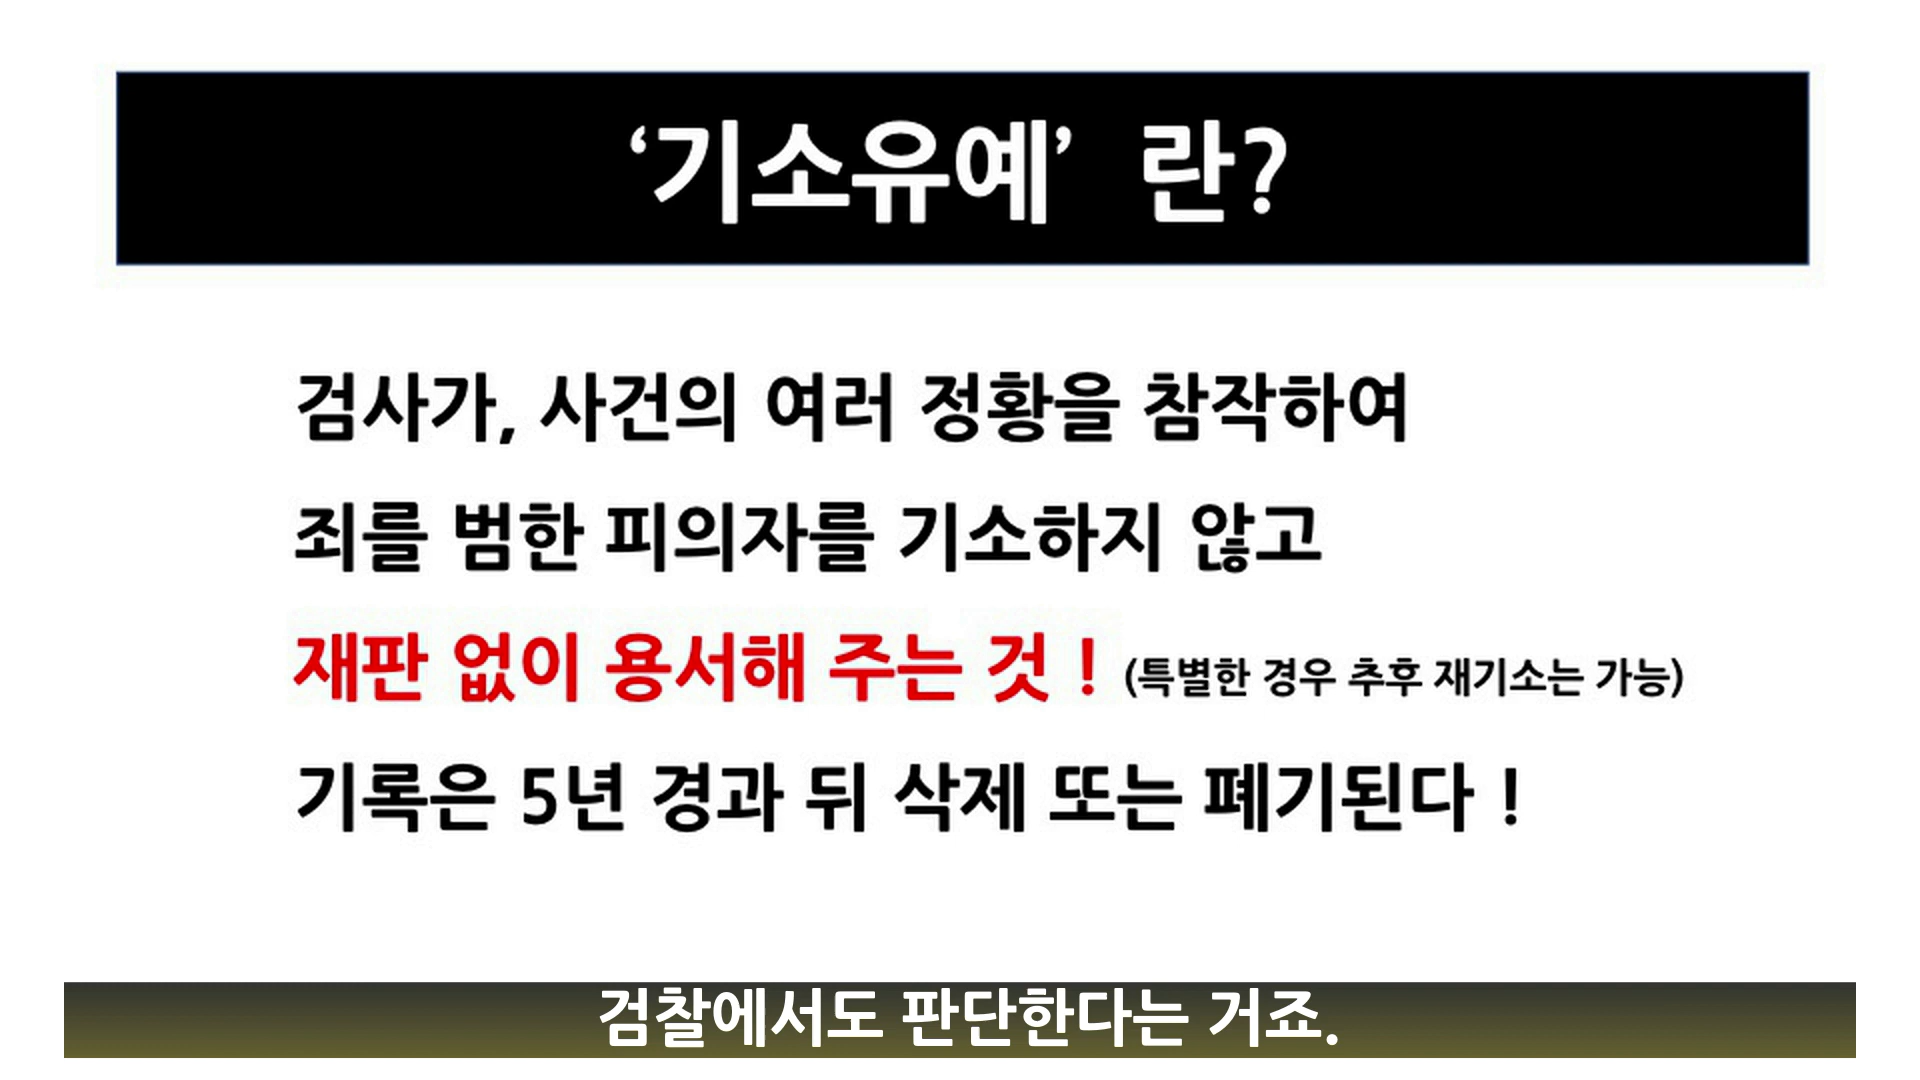 ‘기소유예’ 란?
검사가, 사건의 여러 정황을 참작하여
죄를 범한 피의자를 기소하지 않고
재판 없이 용서해 주는 것 ! (특별한 경우 추후 재기소는 가능)
기록은 5년 경과 뒤 삭제 또는 폐기된다 !
검찰에서도 판단한다는 거죠.